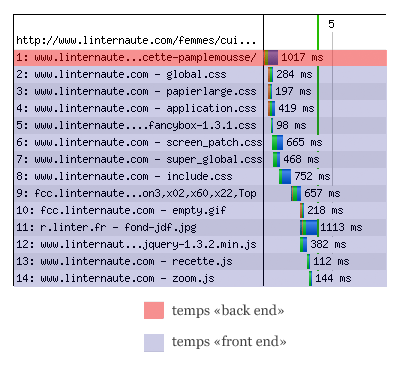 5
http://www.linternaute.com/femmes/cui...
1: www.linternaute...cette-pamplemousse/ 1017 ms
2: www.linternaute.com - global.css 284 ms
3: www.linternaute.com - papierlarge.css 197 ms
4: www.linternaute.com - application.css 419 ms
5: www.linternaute....fancybox-1.3.1.css 98 ms
6: www.linternaute.com - screen_patch.css 665 ms
7: www.linternaute.com - super_global.css 468 ms
8: www.linternaute.com - include.css 752 ms
9: fcc.linternaute...on3,x02,x60,x22,Top 657 ms
10: fcc.linternaute.com - empty.gif 218 ms
11: r.linter.fr - fond-jdf.jpg 1113 ms
12: www.linternaut...jquery-1.3.2.min.js 382 ms
13: www.linternaute.com - recette.js 112 ms
14: www.linternaute.com - zoom.js 144 ms
temps «back end»
temps «front end»